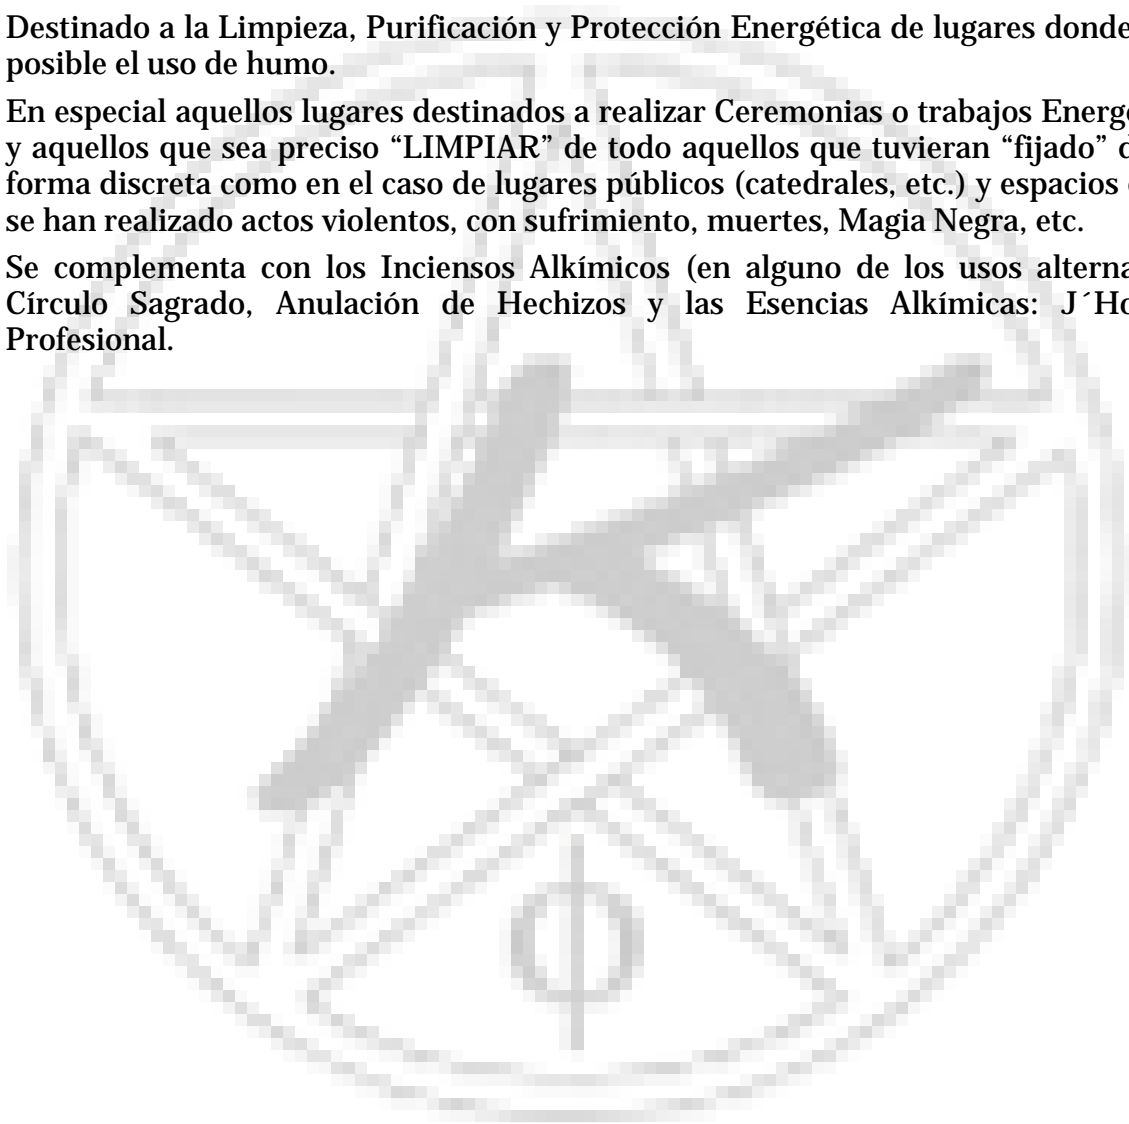 Destinado a la Limpieza, Purificación y Protección Energética de lugares donde
posible el uso de humo.
En especial aquellos lugares destinados a realizar Ceremonias o trabajos
y aquellos que sea preciso “LIMPIAR” de todo aquellos que tuvieran “fijado”
forma discreta como en el caso de lugares públicos (catedrales, etc.) y espacios
se han realizado actos violentos, con sufrimiento, muertes, Magia Negra, etc.
Se complementa con los Inciensos Alkímicos (en alguno de los usos
Círculo Sagrado, Anulación de Hechizos y las Esencias Alkímicas:
Profesional.